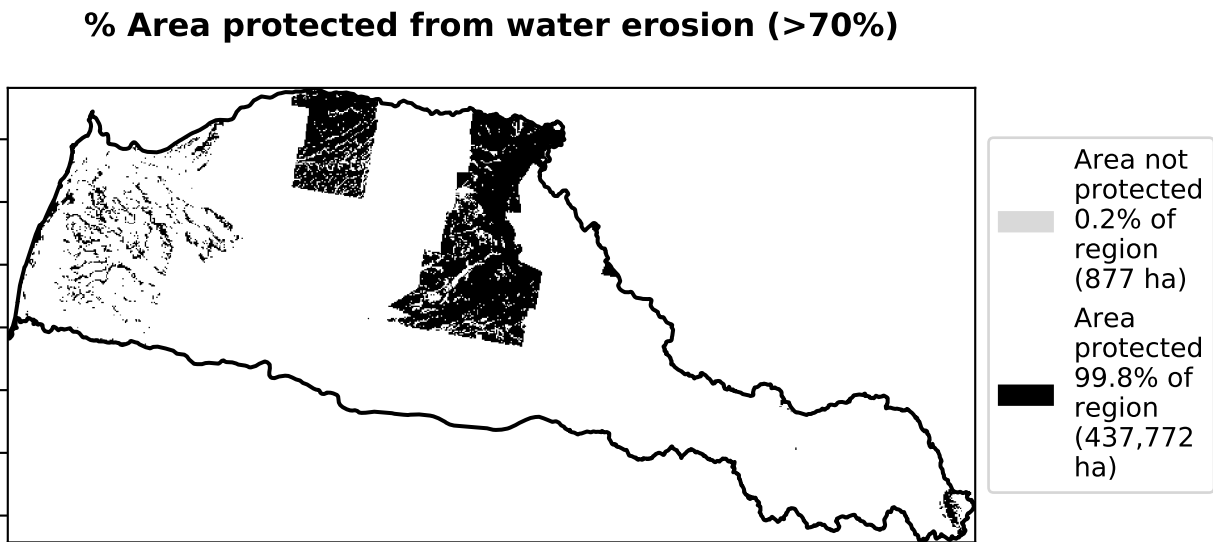 % Area protected from water erosion (>70%)
Area not
protected
0.2% of
region
(877 ha)
Area
protected
99.8% of
region
(437,772
ha)